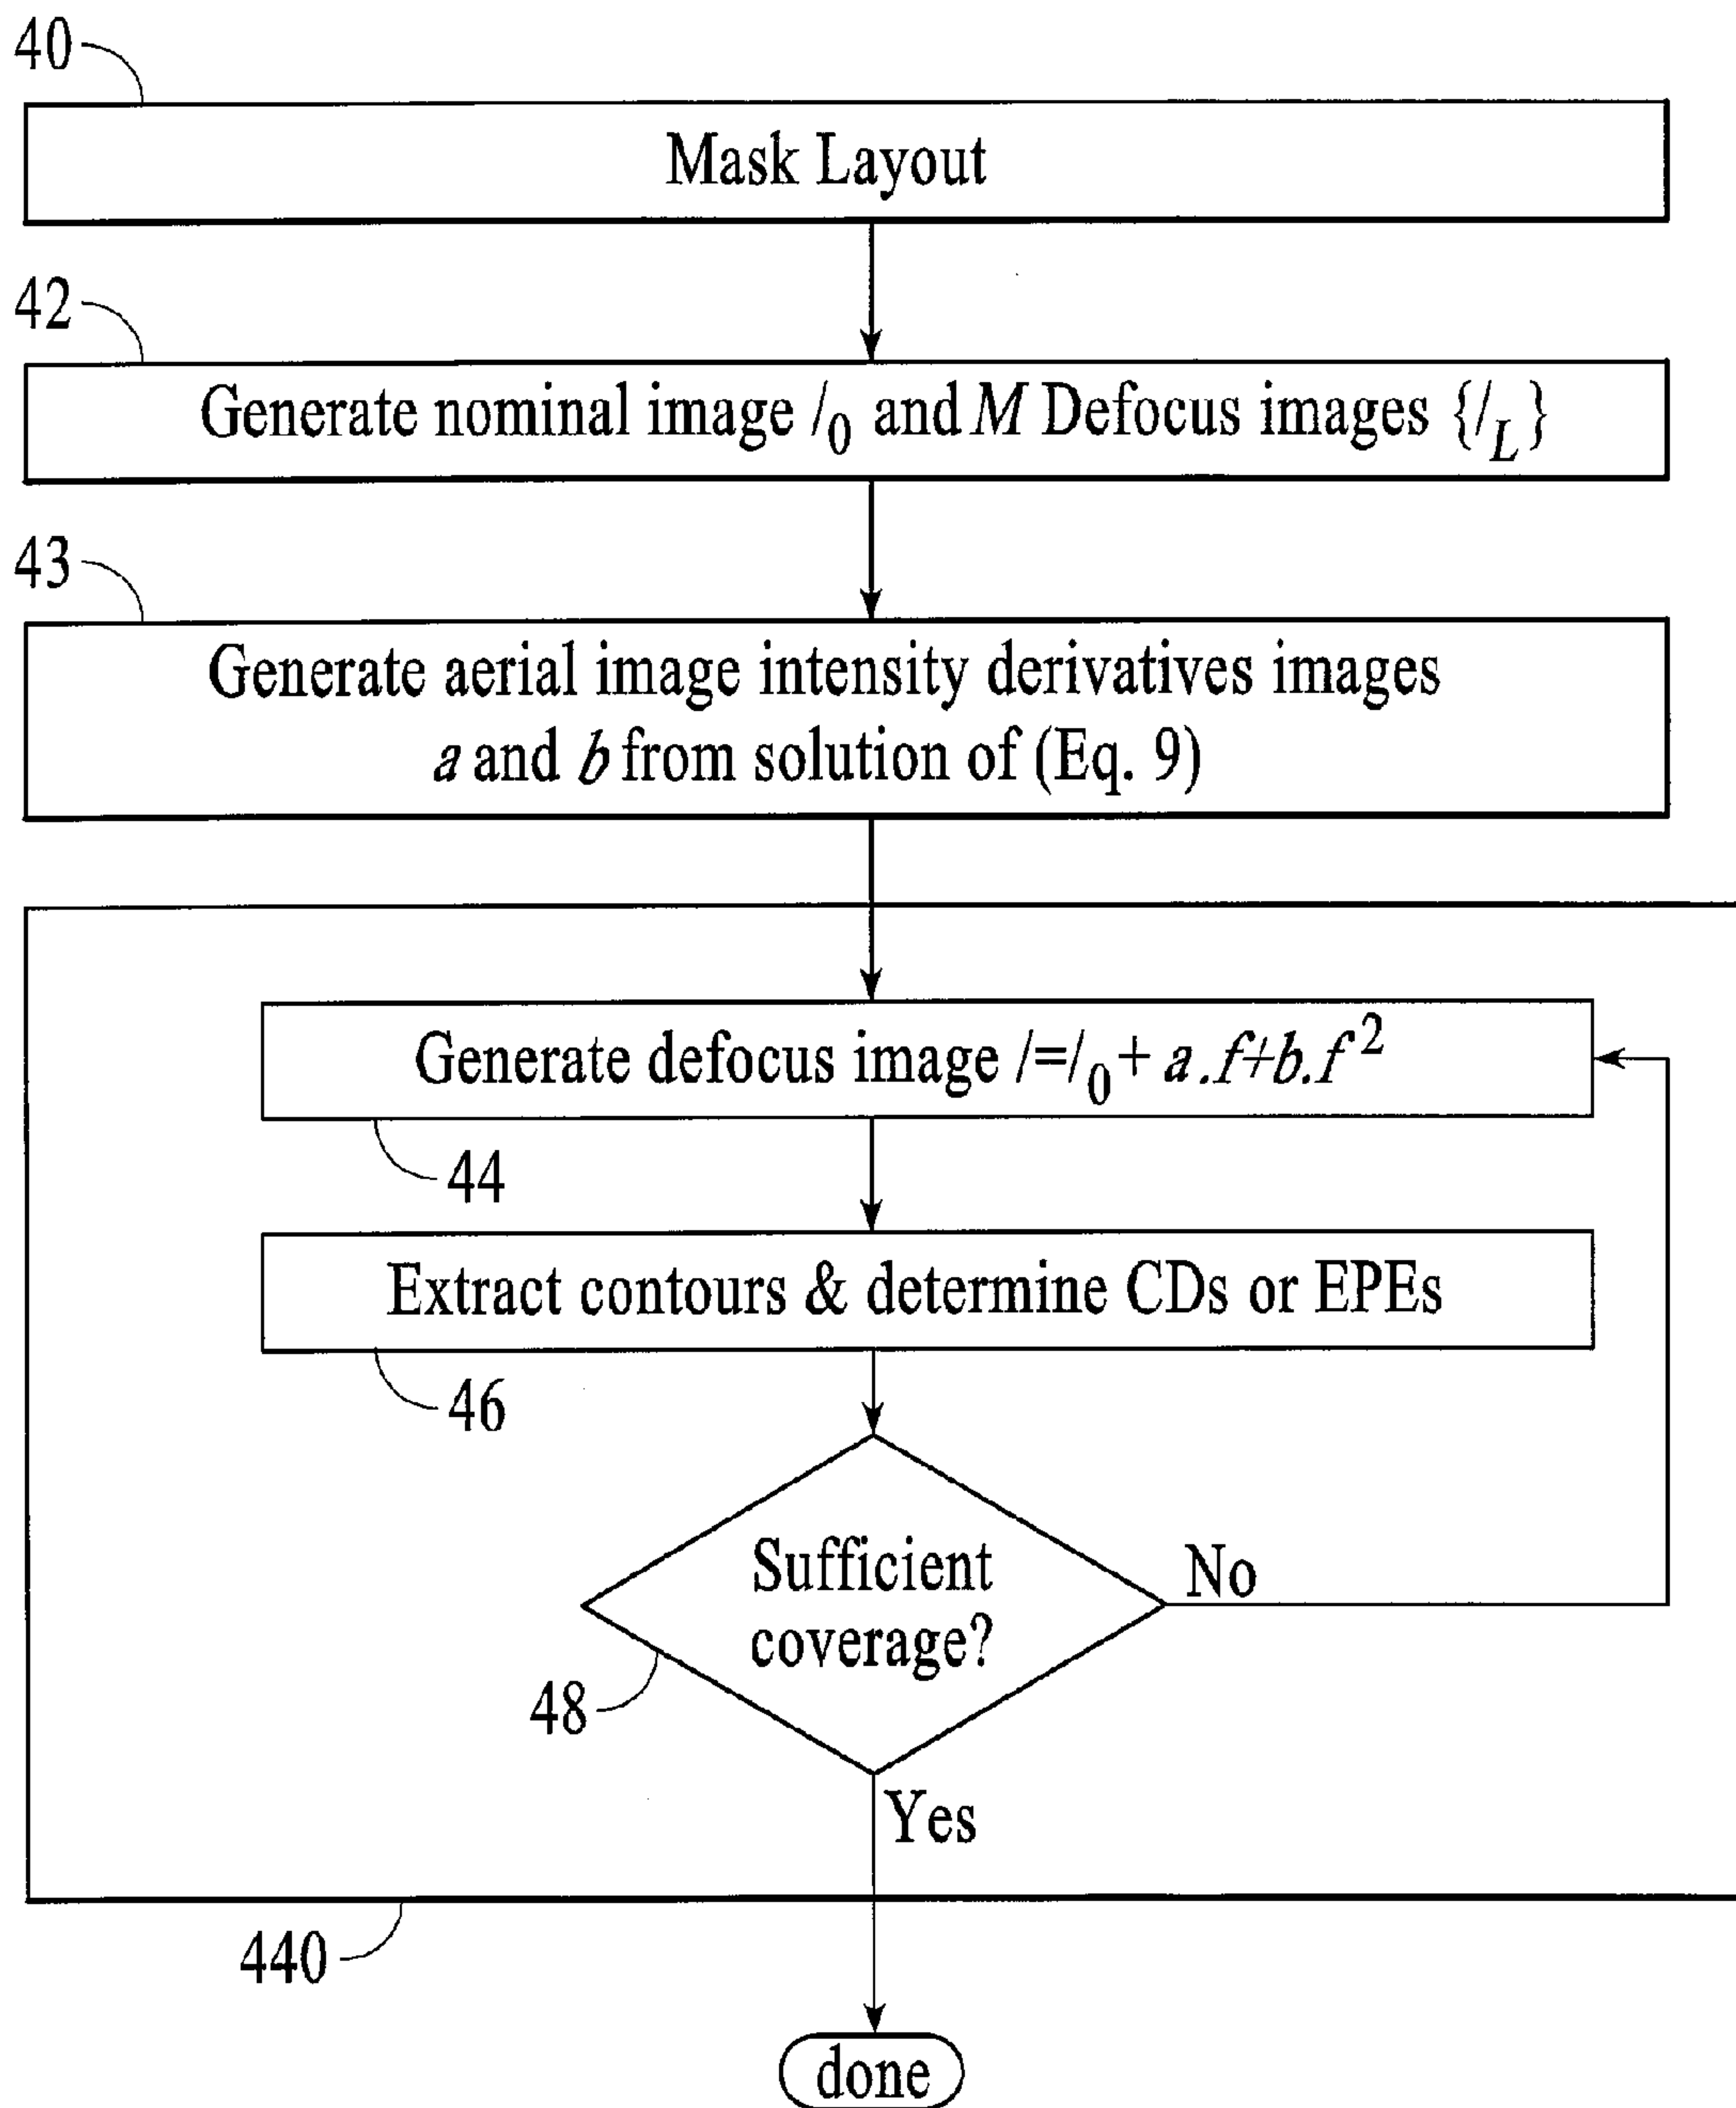 40
Mask Layout
42
Generate nominal image I0 and M Defocus images {IL}
43
Generate aerial image intensity derivatives images
a and b from solution of (Eq. 9)
Generate defocus image I=I0+a.f+b.f²
44
Extract contours & determine CDs or EPEs
46
Sufficient
coverage?
No
48
Yes
440
done